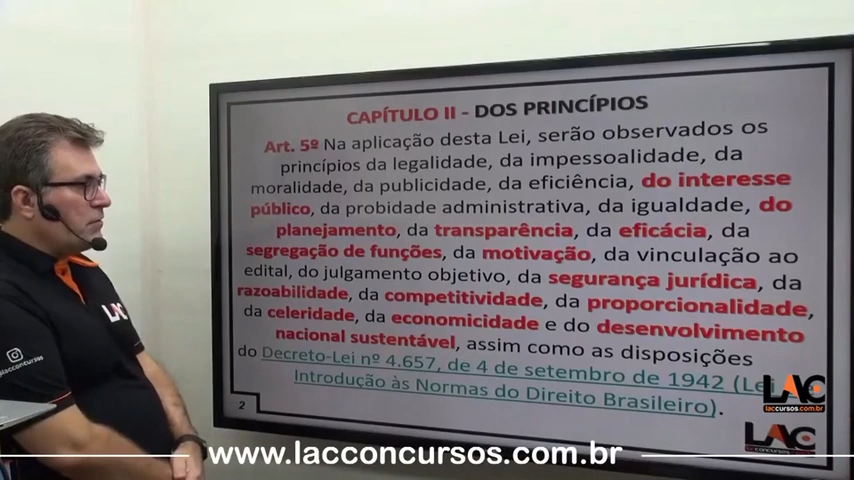 CAPÍTULO II - DOS PRINCÍPIOS
Art. 5º Na aplicação desta Lei, serão observados os
princípios da legalidade, da impessoalidade, da
moralidade, da publicidade, da eficiência, do interesse
público, da probidade administrativa, da igualdade, do
planejamento, da transparência, da eficácia, da
segregação de funções, da motivação, da vinculação ao
edital, do julgamento objetivo, da segurança jurídica, da
razoabilidade, da competitividade, da proporcionalidade,
da celeridade, da economicidade e do desenvolvimento
nacional sustentável, assim como as disposições
do Decreto-Lei nº 4.657, de 4 de setembro de 1942 (Lei
Introdução às Normas do Direito Brasileiro).
2
LAC
LACCONCURSOS.COM.BR
LAC
LAC
@lacconcursos
www.lacconcursos.com.br